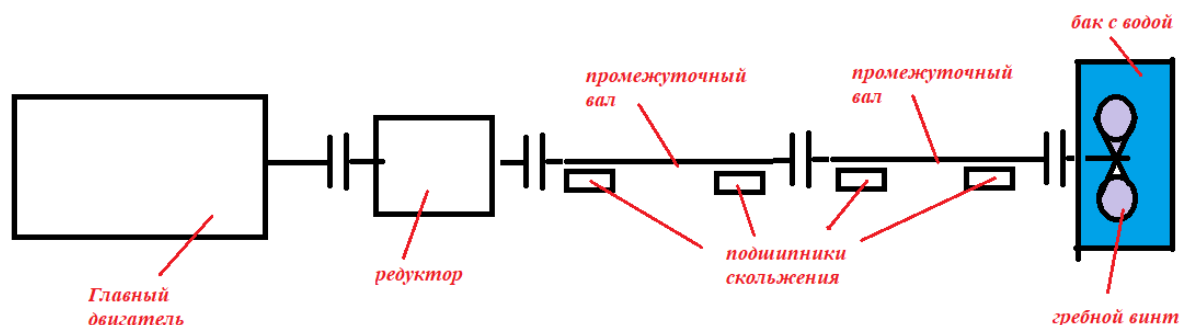 бак с водой
промежуточный
вал
промежуточный
вал
подшипники
скольжения
редуктор
Главный
двигатель
гребной винт